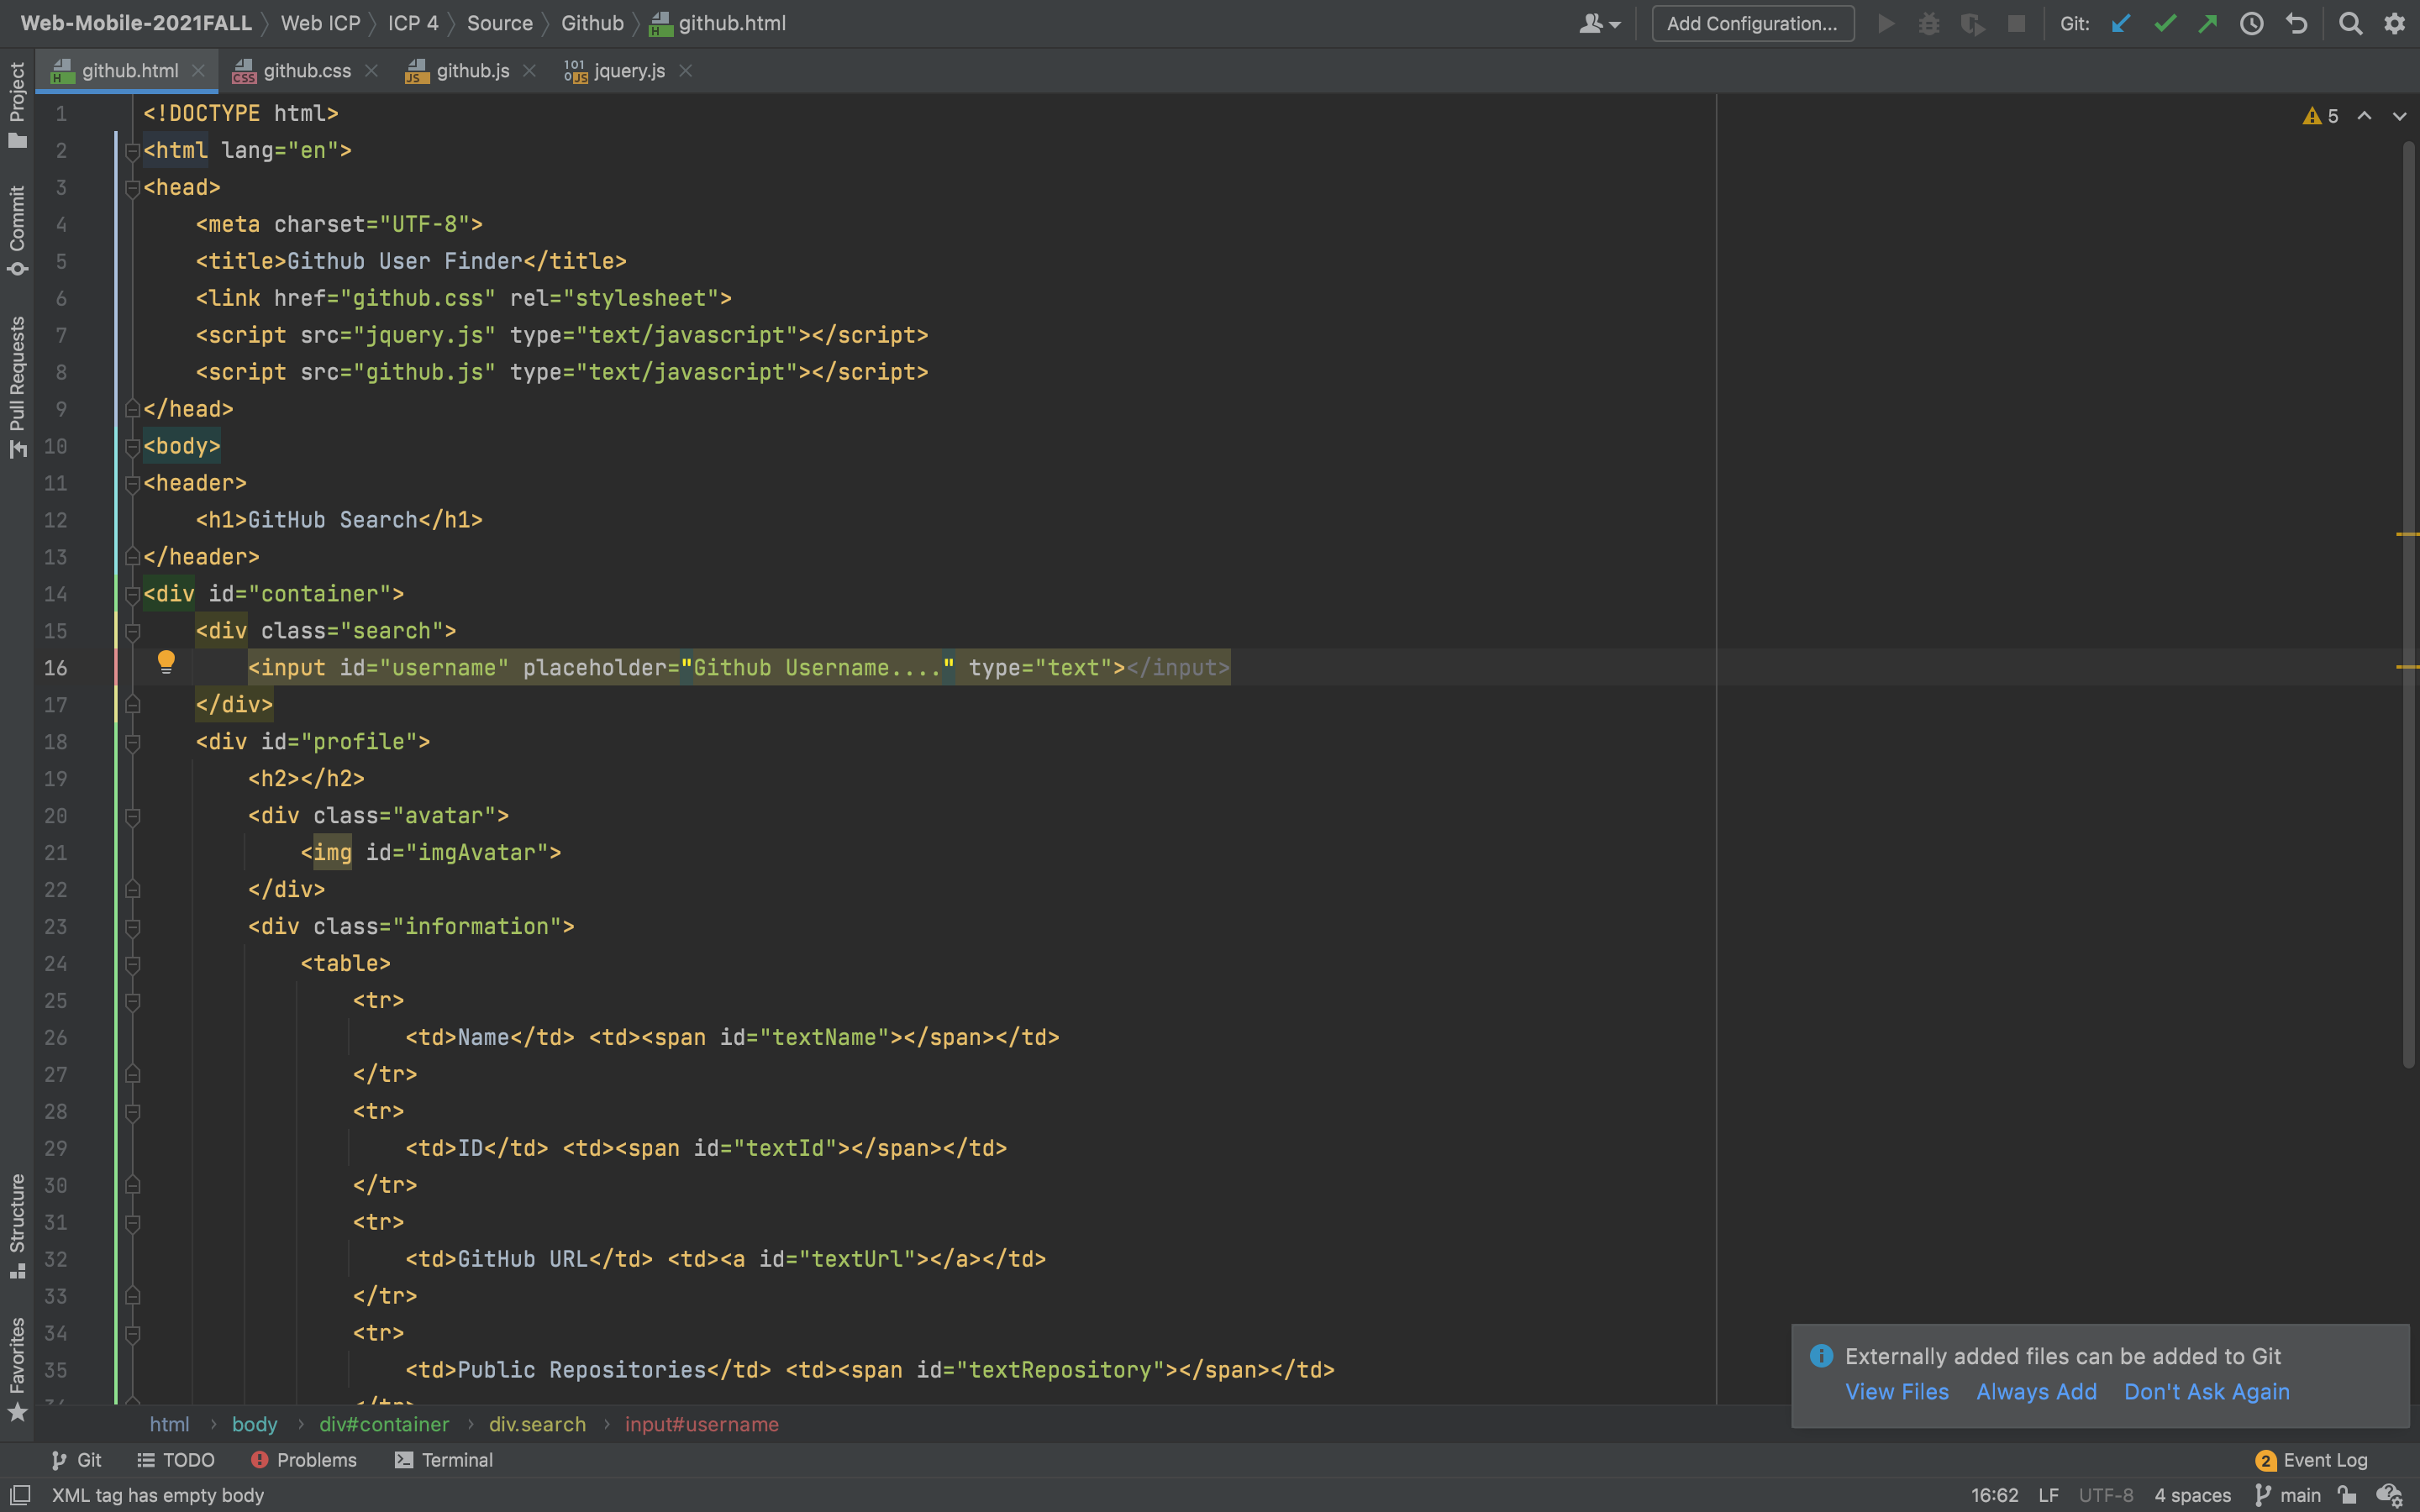 Web-Mobile-2021FALL Web ICP ICP 4 Source Github github.html Add Configuration... Git:
github.html github.css github.js jquery.js
Project
Commit
Pull Requests
Structure
Favorites
5
1 <!DOCTYPE html>
2 <html lang="en">
3 <head>
4 <meta charset="UTF-8">
5 <title>Github User Finder</title>
6 <link href="github.css" rel="stylesheet">
7 <script src="jquery.js" type="text/javascript"></script>
8 <script src="github.js" type="text/javascript"></script>
9 </head>
10 <body>
11 <header>
12 <h1>GitHub Search</h1>
13 </header>
14 <div id="container">
15 <div class="search">
16 <input id="username" placeholder="Github Username...." type="text"></input>
17 </div>
18 <div id="profile">
19 <h2></h2>
20 <div class="avatar">
21 <img id="imgAvatar">
22 </div>
23 <div class="information">
24 <table>
25 <tr>
26 <td>Name</td> <td><span id="textName"></span></td>
27 </tr>
28 <tr>
29 <td>ID</td> <td><span id="textId"></span></td>
30 </tr>
31 <tr>
32 <td>GitHub URL</td> <td><a id="textUrl"></a></td>
33 </tr>
34 <tr>
35 <td>Public Repositories</td> <td><span id="textRepository"></span></td>
Externally added files can be added to Git
View Files Always Add Don't Ask Again
html body div#container div.search input#username
Git TODO Problems Terminal 2 Event Log
XML tag has empty body 16:62 LF UTF-8 4 spaces main